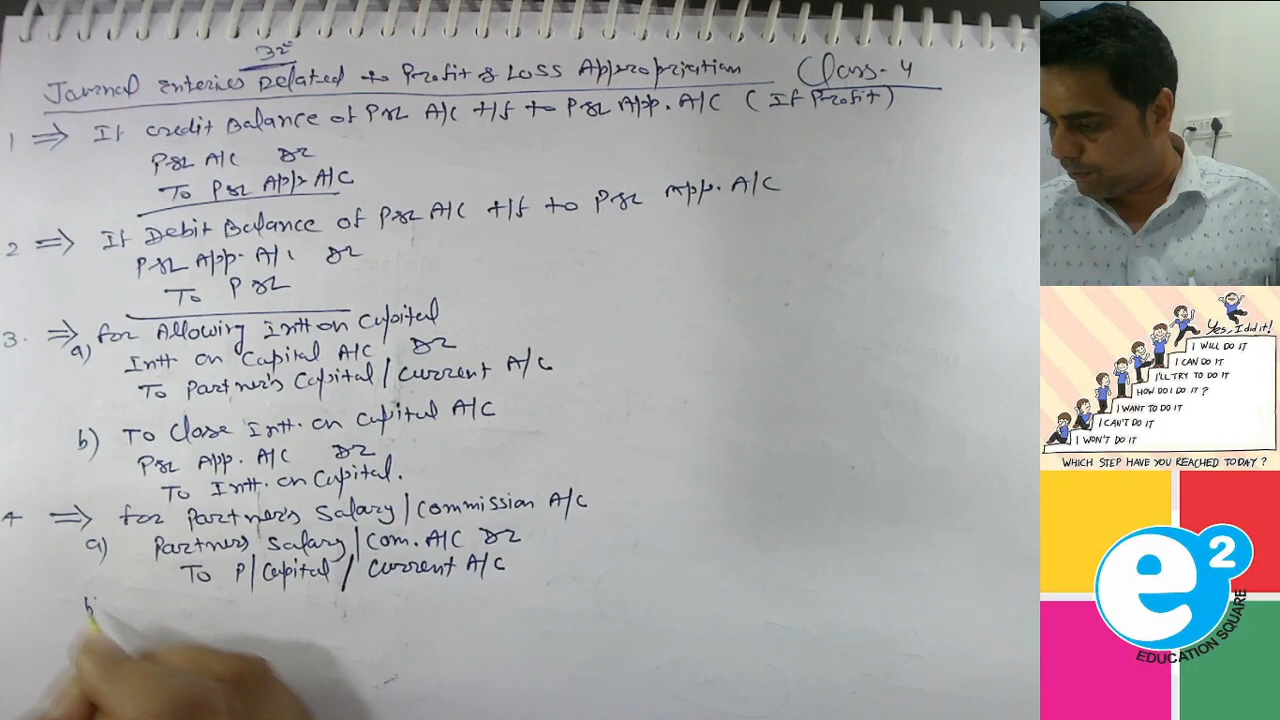 Journal enteries Related to Profit & Loss Appropriation Class-4
1 ⇒ If credit Balance of P&L A/C t/f to P&L App. A/C (If Profit)
P&L A/C Dr
To P&L App. A/C
2 ⇒ If Debit Balance of P&L A/C t/f to P&L App. A/C
P&L App. A/C Dr
To P&L
3. ⇒ for Allowing Intt on Capital
a) Intt. on Capital A/C Dr
To Partner's Capital / Current A/C
b) To Close Intt. on Capital A/C
P&L App. A/C Dr
To Intt. on Capital.
4 ⇒ for Partner's Salary / Commission A/C
a) Partners Salary / Com. A/C Dr
To P/Capital / Current A/C
b
Yes, I did it!
I WILL DO IT
I CAN DO IT
I'LL TRY TO DO IT
HOW DO I DO IT?
I WANT TO DO IT
I CAN'T DO IT
I WON'T DO IT
WHICH STEP HAVE YOU REACHED TODAY?
e2
EDUCATION SQUARE